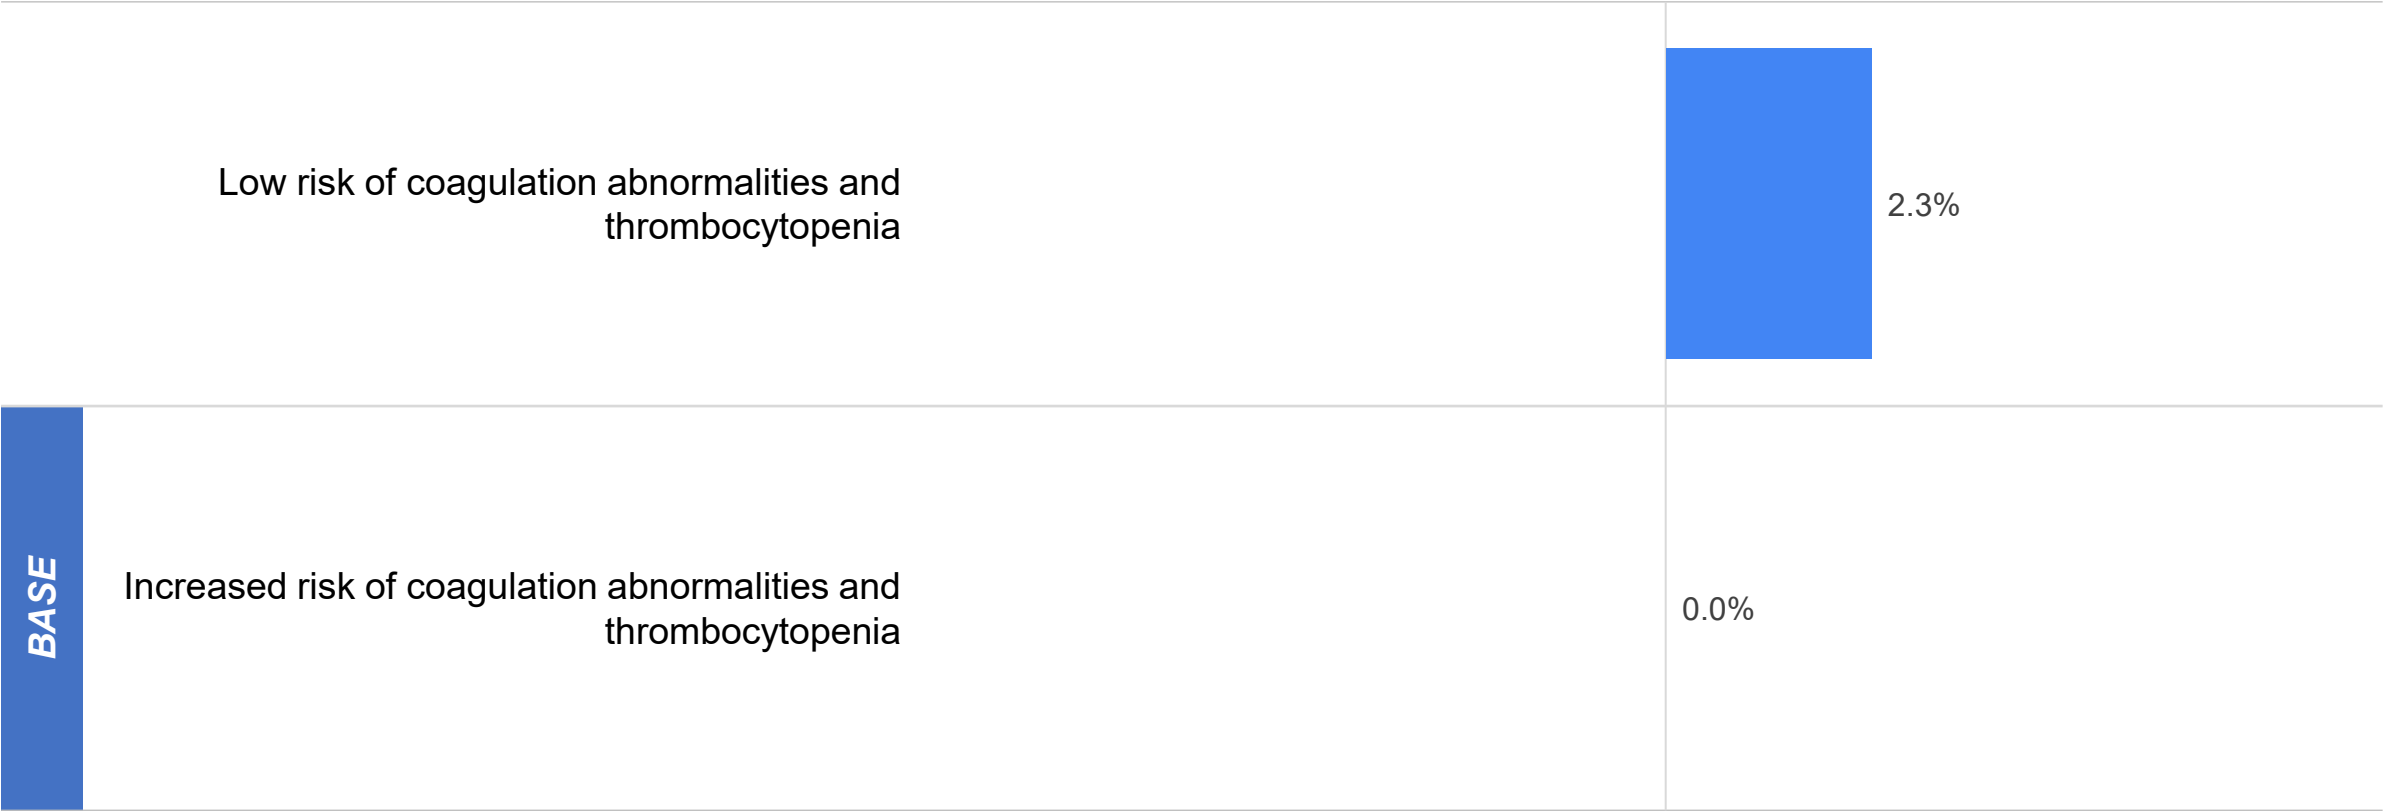 Low risk of coagulation abnormalities and
thrombocytopenia
2.3%
BASE
Increased risk of coagulation abnormalities and
thrombocytopenia
0.0%